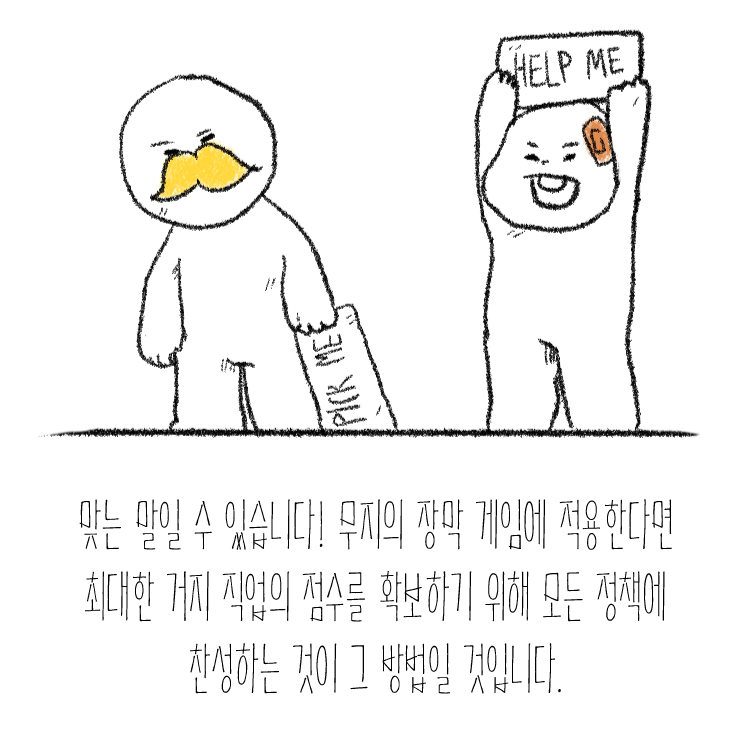 HELP ME
PICK ME
맞는 말일 수 있습니다! 무지의 장막 게임에 적용한다면
최대한 거지 직업의 점수를 확보하기 위해 모든 정책에
찬성하는 것이 그 방법일 것입니다.